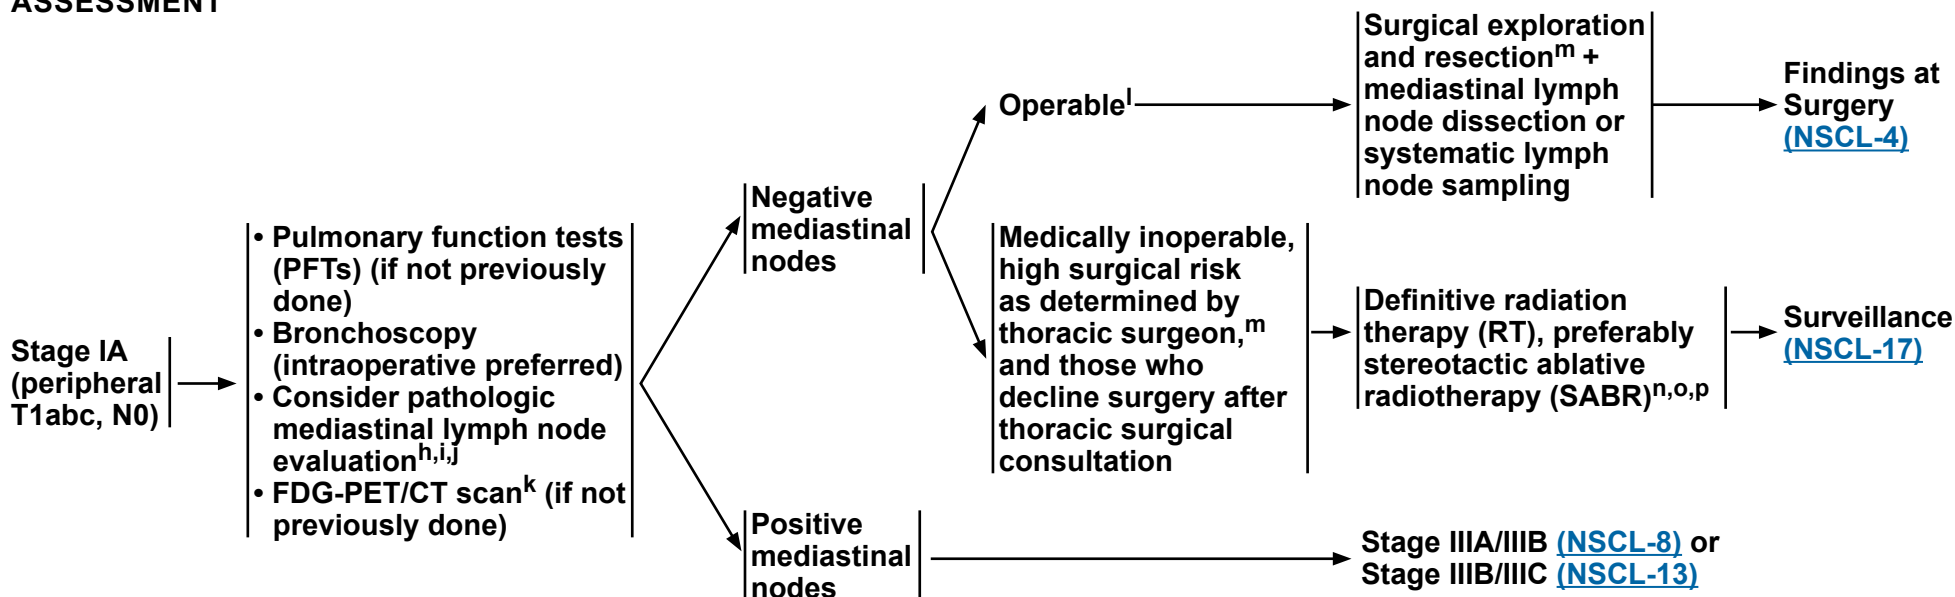 ASSESSMENT
Stage IA
(peripheral
T1abc, N0)
• Pulmonary function tests
(PFTs) (if not previously
done)
• Bronchoscopy
(intraoperative preferred)
• Consider pathologic
mediastinal lymph node
evaluationh,i,j
• FDG-PET/CT scank (if not
previously done)
Negative
mediastinal
nodes
Operablel
Surgical exploration
and resectionm +
mediastinal lymph
node dissection or
systematic lymph
node sampling
Findings at
Surgery
(NSCL-4)
Medically inoperable,
high surgical risk
as determined by
thoracic surgeon,m
and those who
decline surgery after
thoracic surgical
consultation
Definitive radiation
therapy (RT), preferably
stereotactic ablative
radiotherapy (SABR)n,o,p
Surveillance
(NSCL-17)
Positive
mediastinal
nodes
Stage IIIA/IIIB (NSCL-8) or
Stage IIIB/IIIC (NSCL-13)